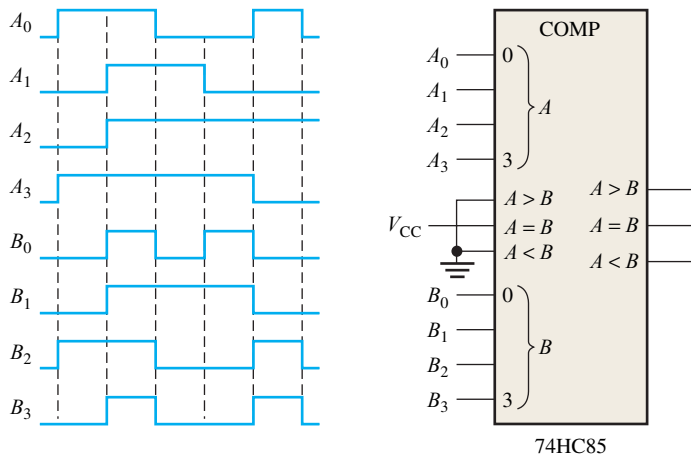 A₀
A₁
A₂
A₃
B₀
B₁
B₂
B₃
COMP
A₀ 0
A₁
A₂
A₃ 3
A
A > B
V_CC A = B
A < B
A > B
A = B
A < B
B₀ 0
B₁
B₂
B₃ 3
B
74HC85